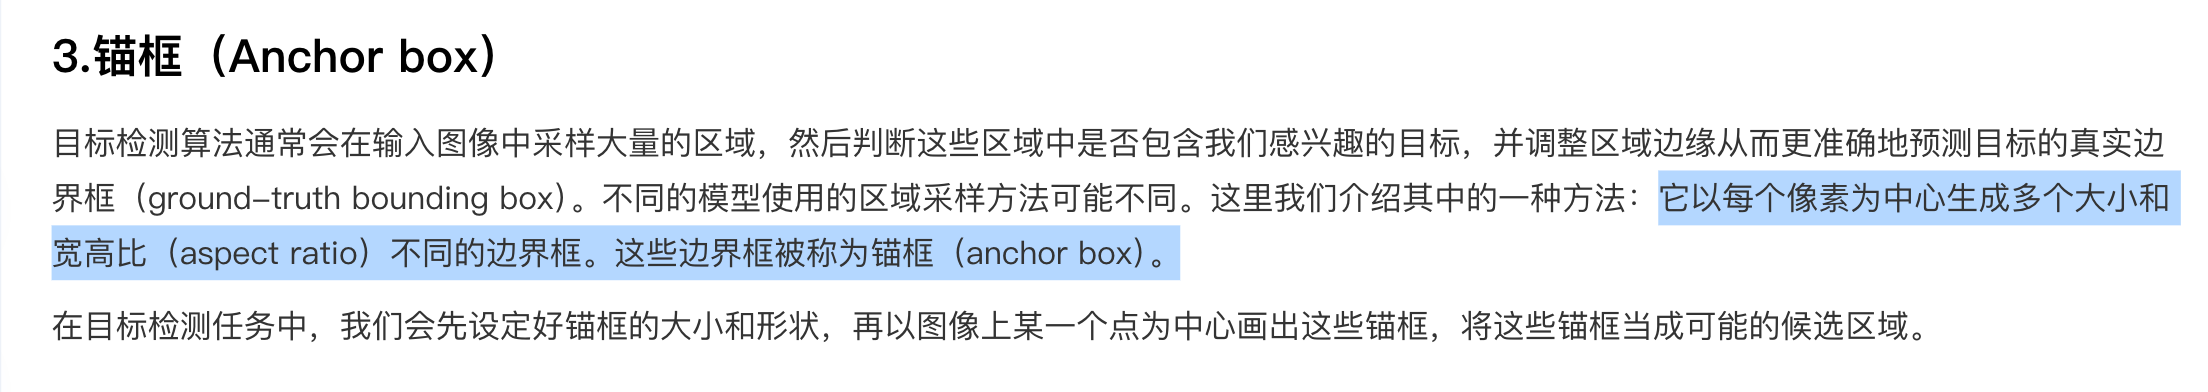 3.锚框（Anchor box）
目标检测算法通常会在输入图像中采样大量的区域，然后判断这些区域中是否包含我们感兴趣的目标，并调整区域边缘从而更准确地预测目标的真实边
界框（ground-truth bounding box）。不同的模型使用的区域采样方法可能不同。这里我们介绍其中的一种方法：它以每个像素为中心生成多个大小和
宽高比（aspect ratio）不同的边界框。这些边界框被称为锚框（anchor box）。
在目标检测任务中，我们会先设定好锚框的大小和形状，再以图像上某一个点为中心画出这些锚框，将这些锚框当成可能的候选区域。